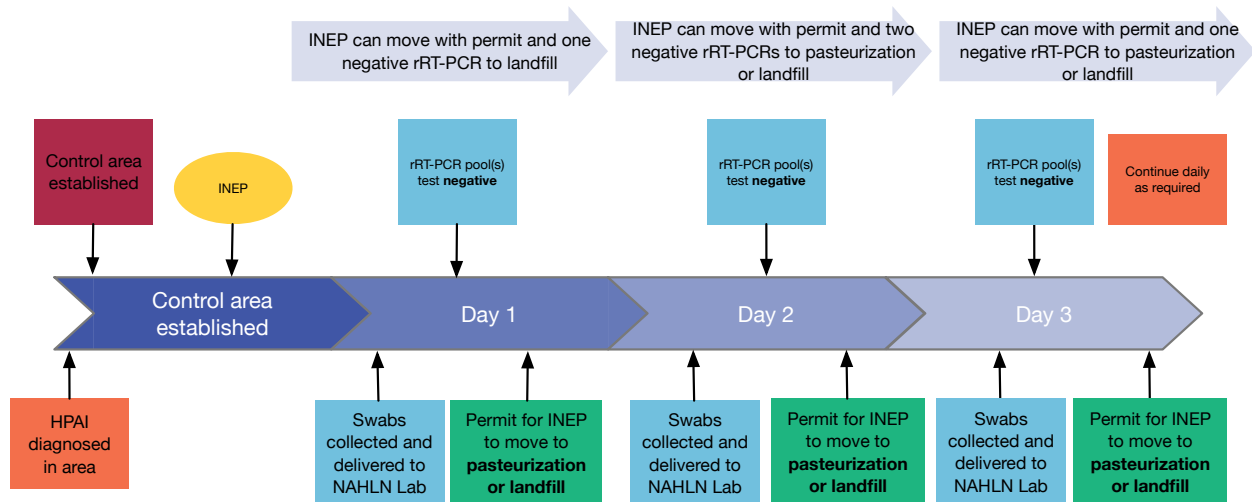 INEP can move with permit and one
negative rRT-PCR to landfill
INEP can move with permit and two
negative rRT-PCRs to pasteurization
or landfill
INEP can move with permit and one
negative rRT-PCR to pasteurization
or landfill
Control area
established
INEP
rRT-PCR pool(s)
test negative
rRT-PCR pool(s)
test negative
rRT-PCR pool(s)
test negative
Continue daily
as required
Control area
established
Day 1
Day 2
Day 3
HPAI
diagnosed
in area
Swabs
collected and
delivered to
NAHLN Lab
Permit for INEP
to move to
pasteurization
or landfill
Swabs
collected and
delivered to
NAHLN Lab
Permit for INEP
to move to
pasteurization
or landfill
Swabs
collected and
delivered to
NAHLN Lab
Permit for INEP
to move to
pasteurization
or landfill